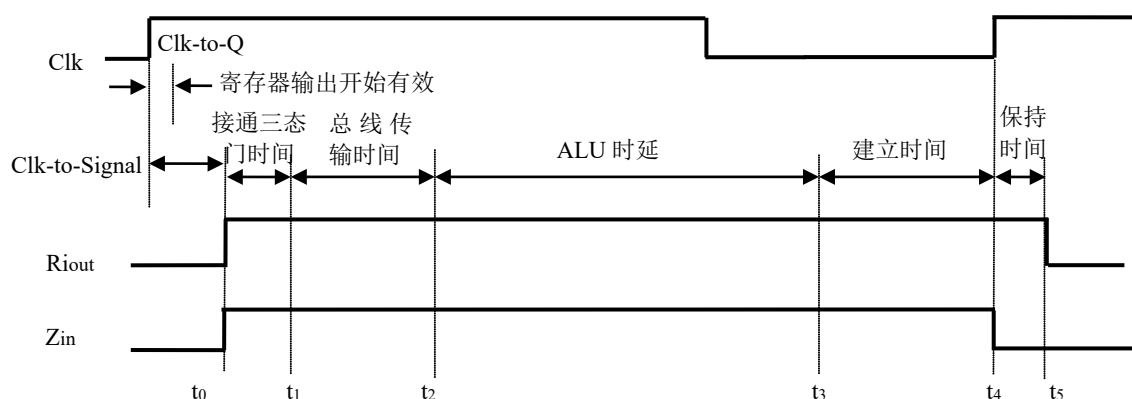 Clk
Clk-to-Q
寄存器输出开始有效
Clk-to-Signal
接通三态
门时间
总 线 传
输时间
ALU 时延
建立时间
保持
时间
Riout
Zin
t0 t1 t2 t3 t4 t5